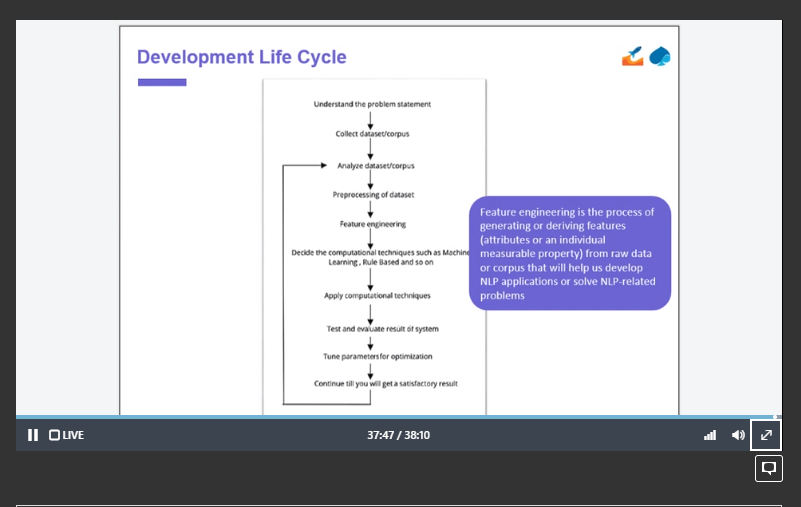 Development Life Cycle
Understand the problem statement
Collect dataset/corpus
Analyze dataset/corpus
Preprocessing of dataset
Feature engineering
Decide the computational techniques such as Machine
Learning , Rule Based and so on
Apply computational techniques
Test and evaluate result of system
Tune parameters for optimization
Continue till you will get a satisfactory result
Feature engineering is the process of
generating or deriving features
(attributes or an individual
measurable property) from raw data
or corpus that will help us develop
NLP applications or solve NLP-related
problems
LIVE
37:47 / 38:10